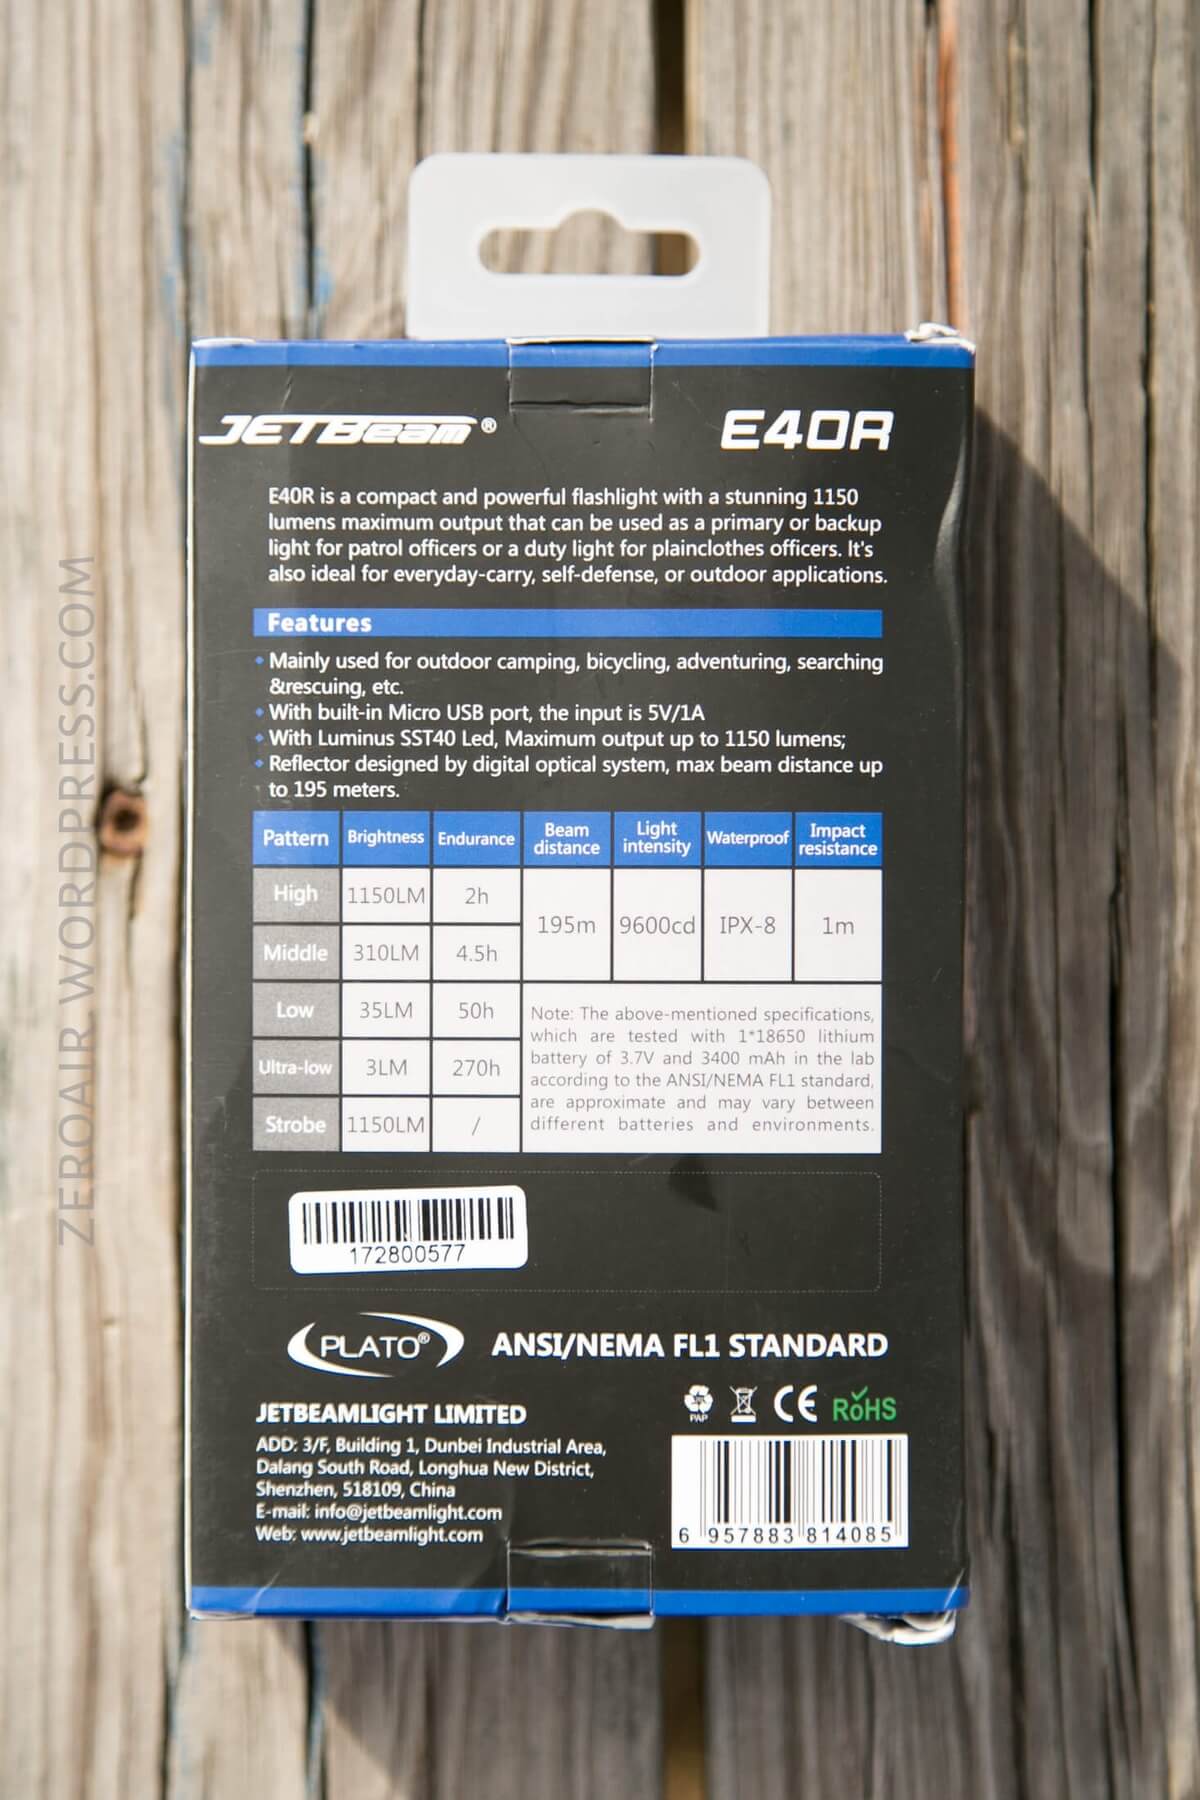 JETBeam®
E40R
E40R is a compact and powerful flashlight with a stunning 1150
lumens maximum output that can be used as a primary or backup
light for patrol officers or a duty light for plainclothes officers. It's
also ideal for everyday-carry, self-defense, or outdoor applications.
Features
Mainly used for outdoor camping, bicycling, adventuring, searching
&rescuing, etc.
With built-in Micro USB port, the input is 5V/1A
With Luminus SST40 Led, Maximum output up to 1150 lumens;
Reflector designed by digital optical system, max beam distance up
to 195 meters.
Pattern Brightness Endurance Beam distance Light intensity Waterproof Impact resistance
High 1150LM 2h 195m 9600cd IPX-8 1m
Middle 310LM 4.5h
Low 35LM 50h
Ultra-low 3LM 270h
Strobe 1150LM /
Note: The above-mentioned specifications,
which are tested with 1*18650 lithium
battery of 3.7V and 3400 mAh in the lab
according to the ANSI/NEMA FL1 standard,
are approximate and may vary between
different batteries and environments.
172800577
PLATO®
ANSI/NEMA FL1 STANDARD
JETBEAMLIGHT LIMITED
ADD: 3/F, Building 1, Dunbei Industrial Area,
Dalang South Road, Longhua New District,
Shenzhen, 518109, China
E-mail: info@jetbeamlight.com
Web: www.jetbeamlight.com
PAP
CE
RoHS
6 957883 814085
ZEROAIR.WORDPRESS.COM